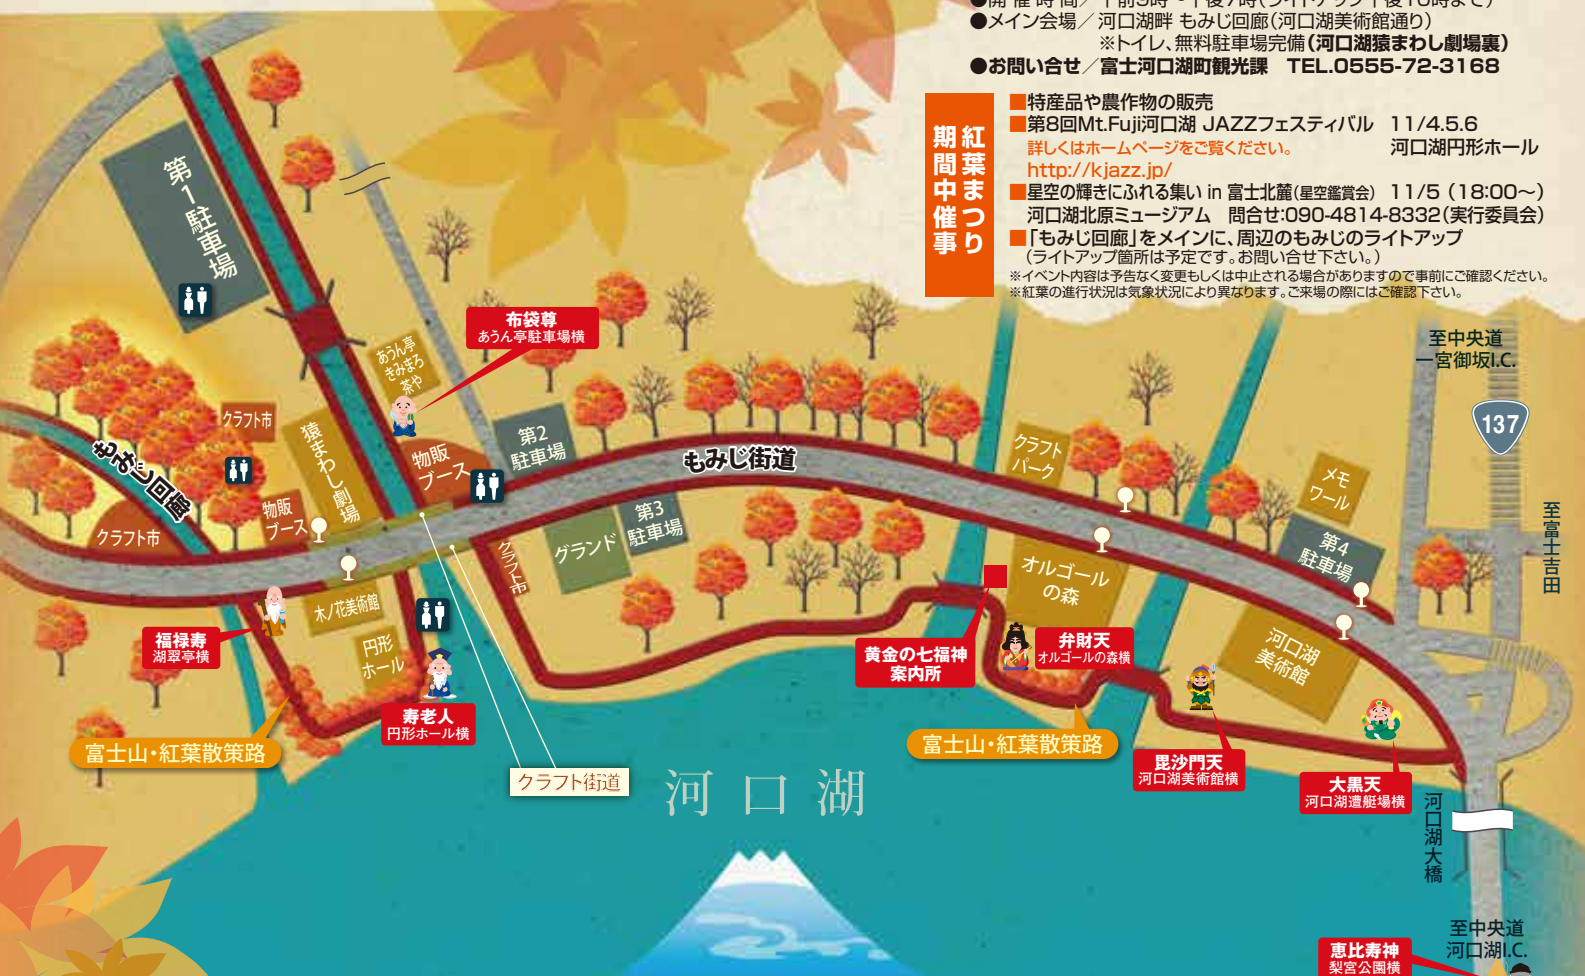 ●開催時間／午前9時〜午後7時(ライトアップ午後10時まで)
●メイン会場／河口湖畔 もみじ回廊(河口湖美術館通り)
※トイレ、無料駐車場完備(河口湖猿まわし劇場裏)
●お問い合せ／富士河口湖町観光課　TEL.0555-72-3168
紅葉まつり
期間中催事
■特産品や農作物の販売
■第8回Mt.Fuji河口湖 JAZZフェスティバル　11/4.5.6
詳しくはホームページをご覧ください。　河口湖円形ホール
http://kjazz.jp/
■星空の輝きにふれる集い in 富士北麓(星空鑑賞会)　11/5（18:00〜）
河口湖北原ミュージアム　問合せ:090-4814-8332(実行委員会)
■「もみじ回廊」をメインに、周辺のもみじのライトアップ
（ライトアップ箇所は予定です。お問い合せ下さい。）
※イベント内容は予告なく変更もしくは中止される場合がありますので事前にご確認ください。
※紅葉の進行状況は気象状況により異なります。ご来場の際にはご確認下さい。
第1駐車場
布袋尊
あうん亭駐車場横
あうん亭
きみまろ
茶や
至中央道
一宮御坂I.C.
137
クラフト市
猿まわし劇場
物販
ブース
第2
駐車場
もみじ街道
クラフト
パーク
メモ
ワール
至富士吉田
もみじ回廊
クラフト市
物販
ブース
クラフト市
グランド
第3
駐車場
オルゴール
の森
第4
駐車場
福禄寿
湖翠亭横
木ノ花美術館
円形
ホール
黄金の七福神
案内所
弁財天
オルゴールの森横
河口湖
美術館
寿老人
円形ホール横
富士山・紅葉散策路
クラフト街道
河口湖
富士山・紅葉散策路
毘沙門天
河口湖美術館横
大黒天
河口湖漕艇場横
河口湖大橋
至中央道
河口湖I.C.
恵比寿神
梨宮公園横